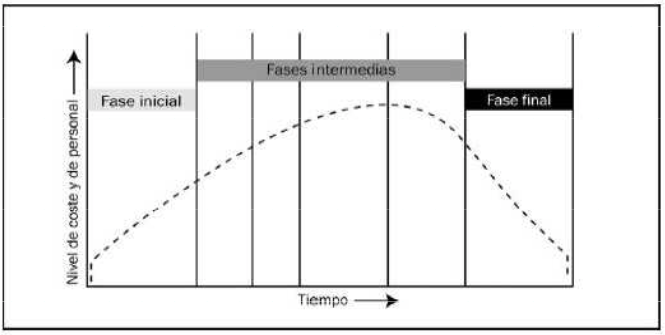 Fases intermedias
Fase inicial
Fase final
Nivel de coste y de personal
Tiempo